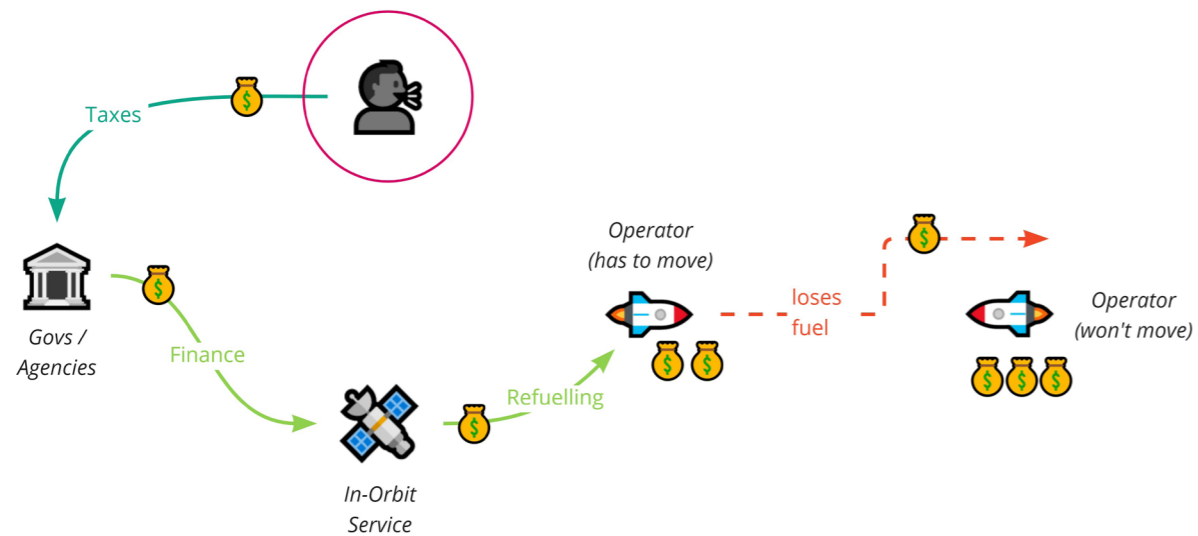 Taxes
Operator
(has to move)
Govs /
Agencies
Finance
loses
fuel
Operator
(won't move)
Refuelling
In-Orbit
Service